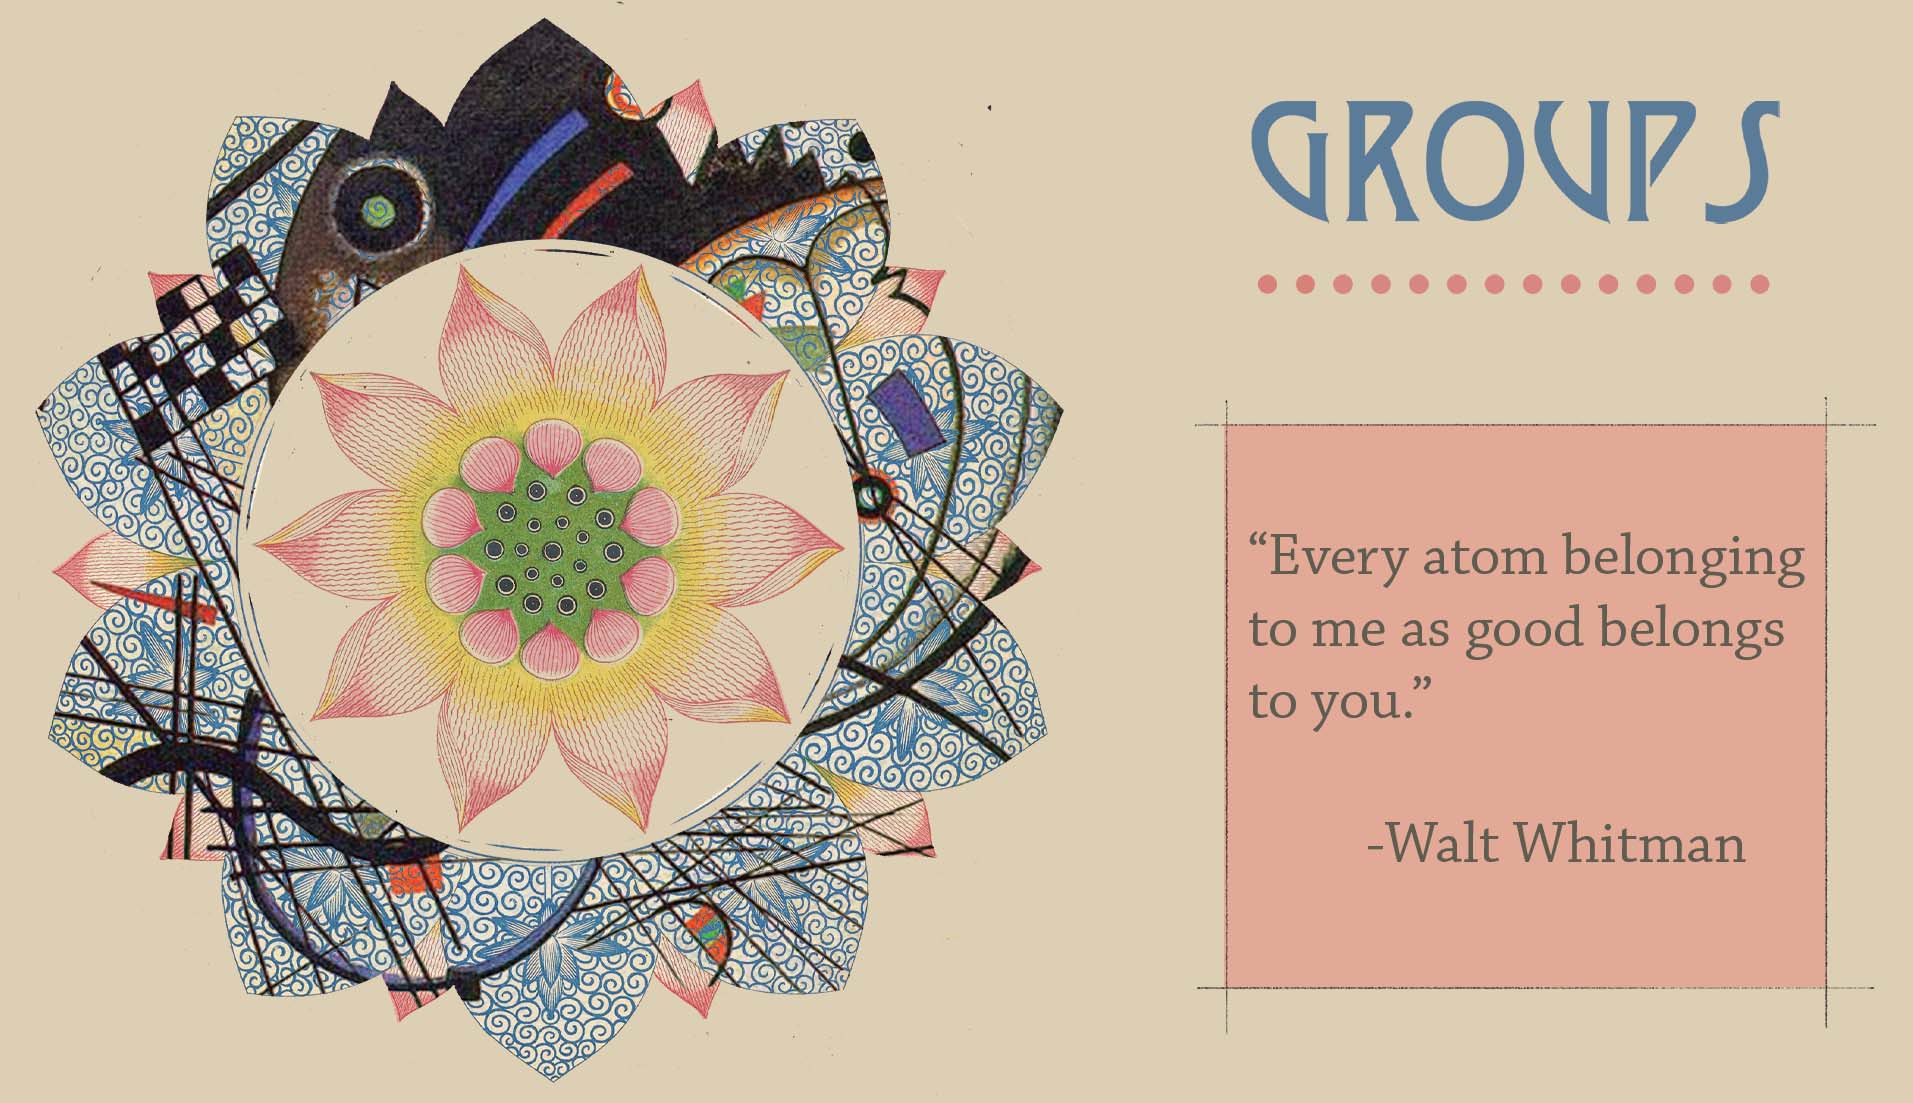 GROUPS
“Every atom belonging
to me as good belongs
to you.”
-Walt Whitman